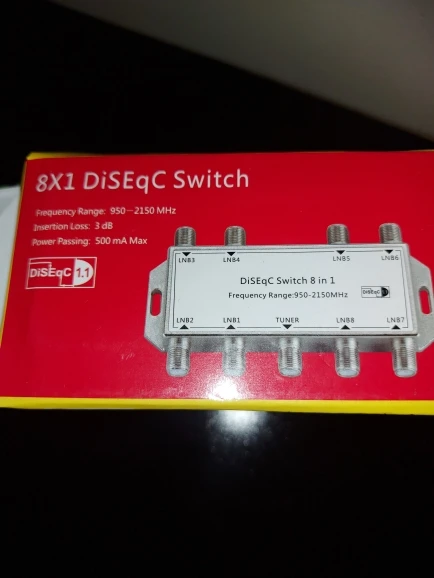 8X1 DiSEqC Switch
Frequency Range: 950—2150 MHz
Insertion Loss: 3 dB
Power Passing: 500 mA Max
DiSEqC 1.1
LNB3 LNB4 LNB5 LNB6
DiSEqC Switch 8 in 1
Frequency Range:950-2150MHz
DiSEqC
LNB2 LNB1 TUNER LNB8 LNB7